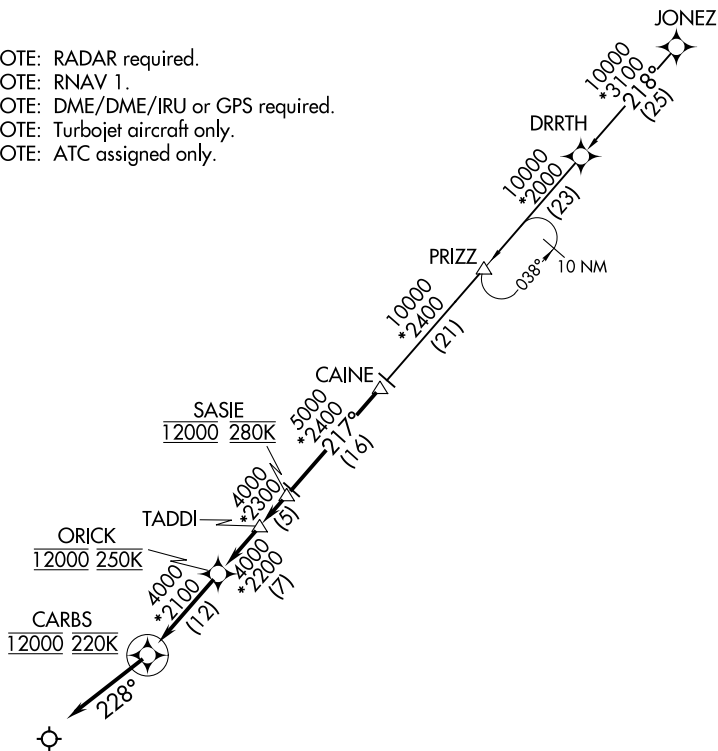 JONEZ
OTE: RADAR required.
OTE: RNAV 1.
OTE: DME/DME/IRU or GPS required.
OTE: Turbojet aircraft only.
OTE: ATC assigned only.
10000
*3100
218°
(25)
DRRTH
10000
*2000
(23)
PRIZZ
038°
10 NM
10000
*2400
(21)
CAINE
SASIE
12000 280K
5000
*2400
217°
(16)
4000
*2300
(5)
TADDI
ORICK
12000 250K
4000
*2200
(7)
4000
*2100
(12)
CARBS
12000 220K
228°